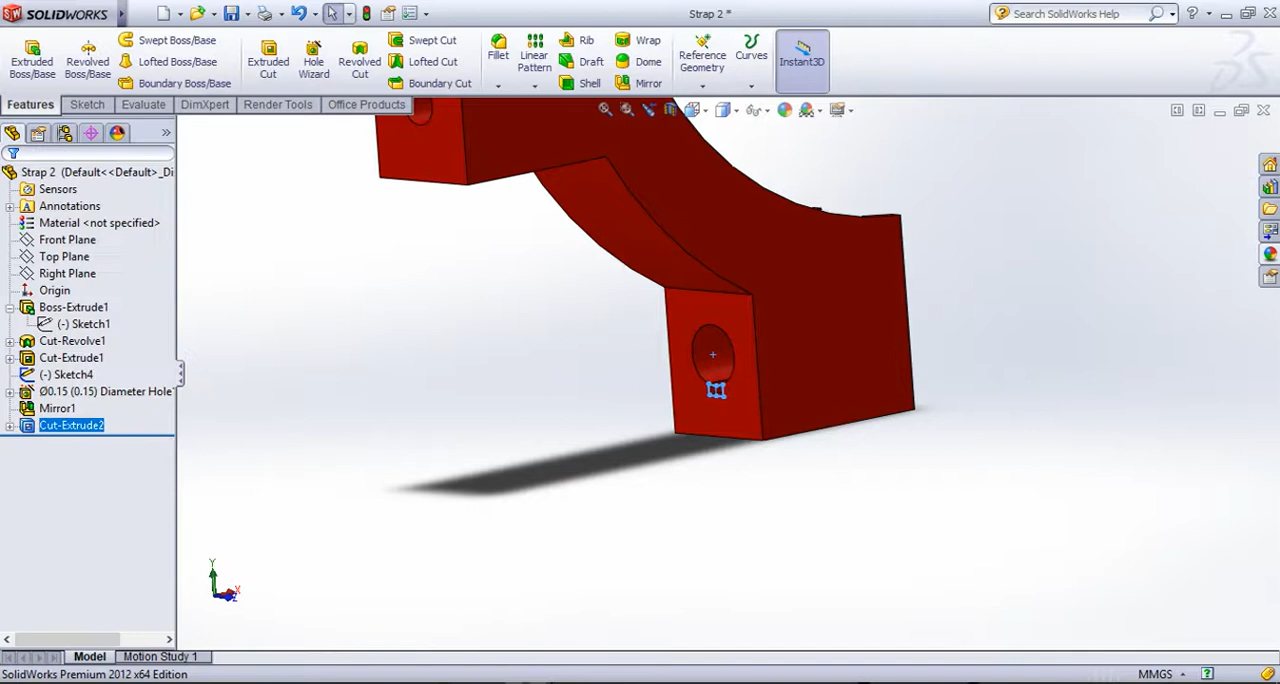 SOLIDWORKS
Strap 2 *
Search SolidWorks Help
Extruded Boss/Base
Revolved Boss/Base
Swept Boss/Base
Lofted Boss/Base
Boundary Boss/Base
Extruded Cut
Hole Wizard
Revolved Cut
Swept Cut
Lofted Cut
Boundary Cut
Fillet
Linear Pattern
Rib
Draft
Shell
Wrap
Dome
Mirror
Reference Geometry
Curves
Instant3D
Features
Sketch
Evaluate
DimXpert
Render Tools
Office Products
Strap 2 (Default<<Default>_Di
Sensors
Annotations
Material <not specified>
Front Plane
Top Plane
Right Plane
Origin
Boss-Extrude1
(-) Sketch1
Cut-Revolve1
Cut-Extrude1
(-) Sketch4
Ø0.15 (0.15) Diameter Hole
Mirror1
Cut-Extrude2
Y
X
Z
Model
Motion Study 1
SolidWorks Premium 2012 x64 Edition
MMGS